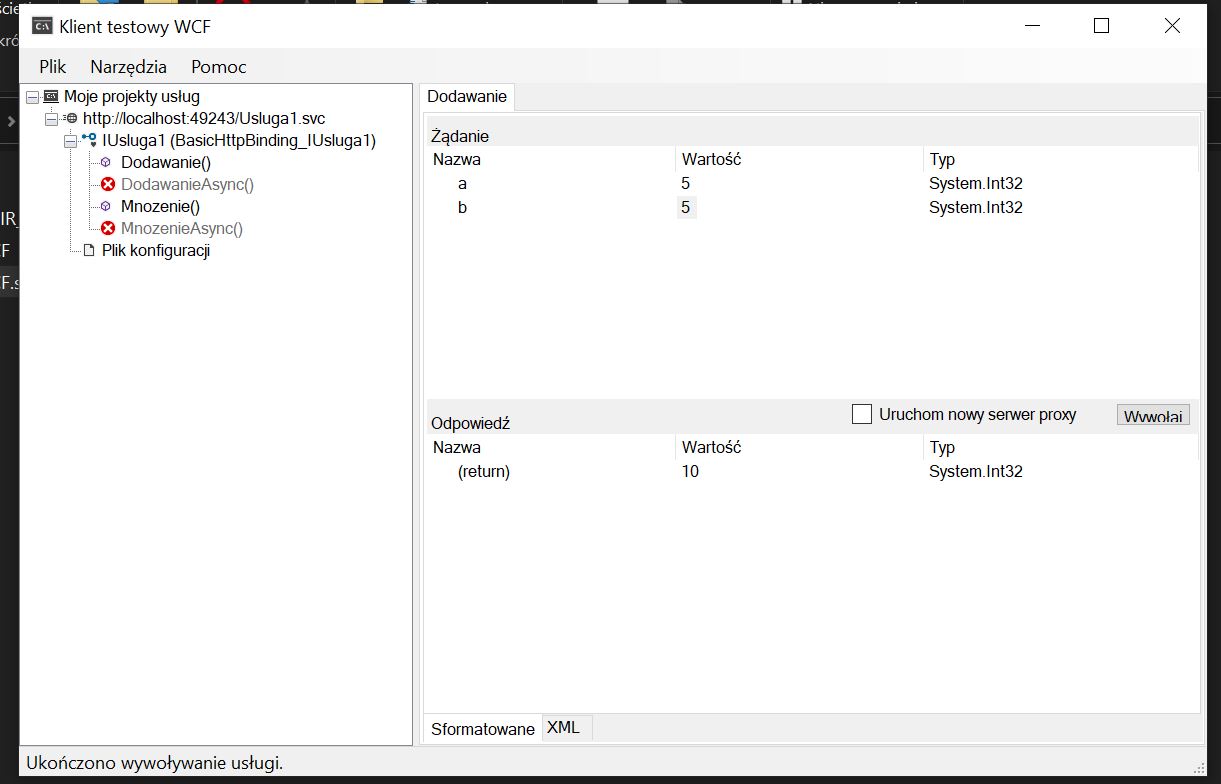 Klient testowy WCF
Plik Narzędzia Pomoc
Moje projekty usług
http://localhost:49243/Usluga1.svc
IUsluga1 (BasicHttpBinding_IUsluga1)
Dodawanie()
DodawanieAsync()
Mnozenie()
MnozenieAsync()
Plik konfiguracji
Dodawanie
Żądanie
Nazwa Wartość Typ
a 5 System.Int32
b 5 System.Int32
Odpowiedź Uruchom nowy serwer proxy Wywołaj
Nazwa Wartość Typ
(return) 10 System.Int32
Sformatowane XML
Ukończono wywoływanie usługi.